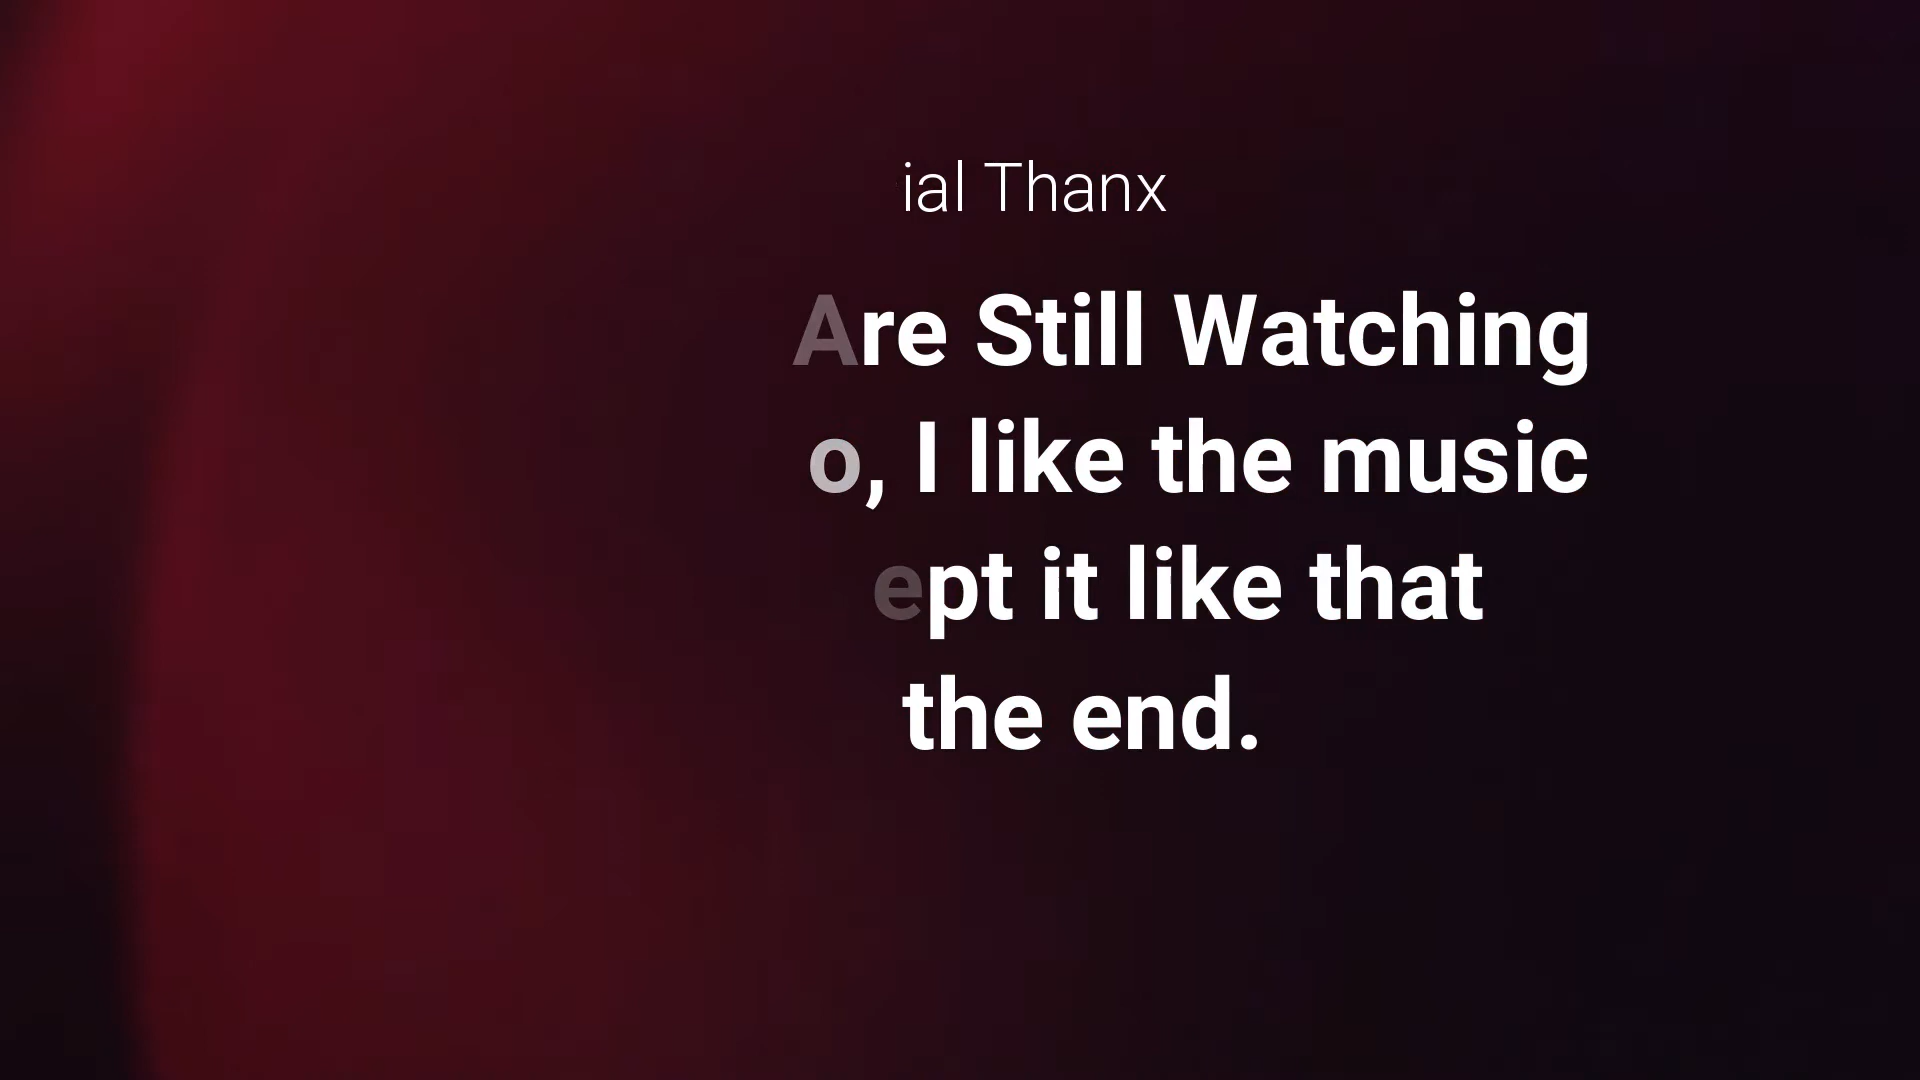 ial Thanx
Are Still Watching
o, I like the music
ept it like that
the end.